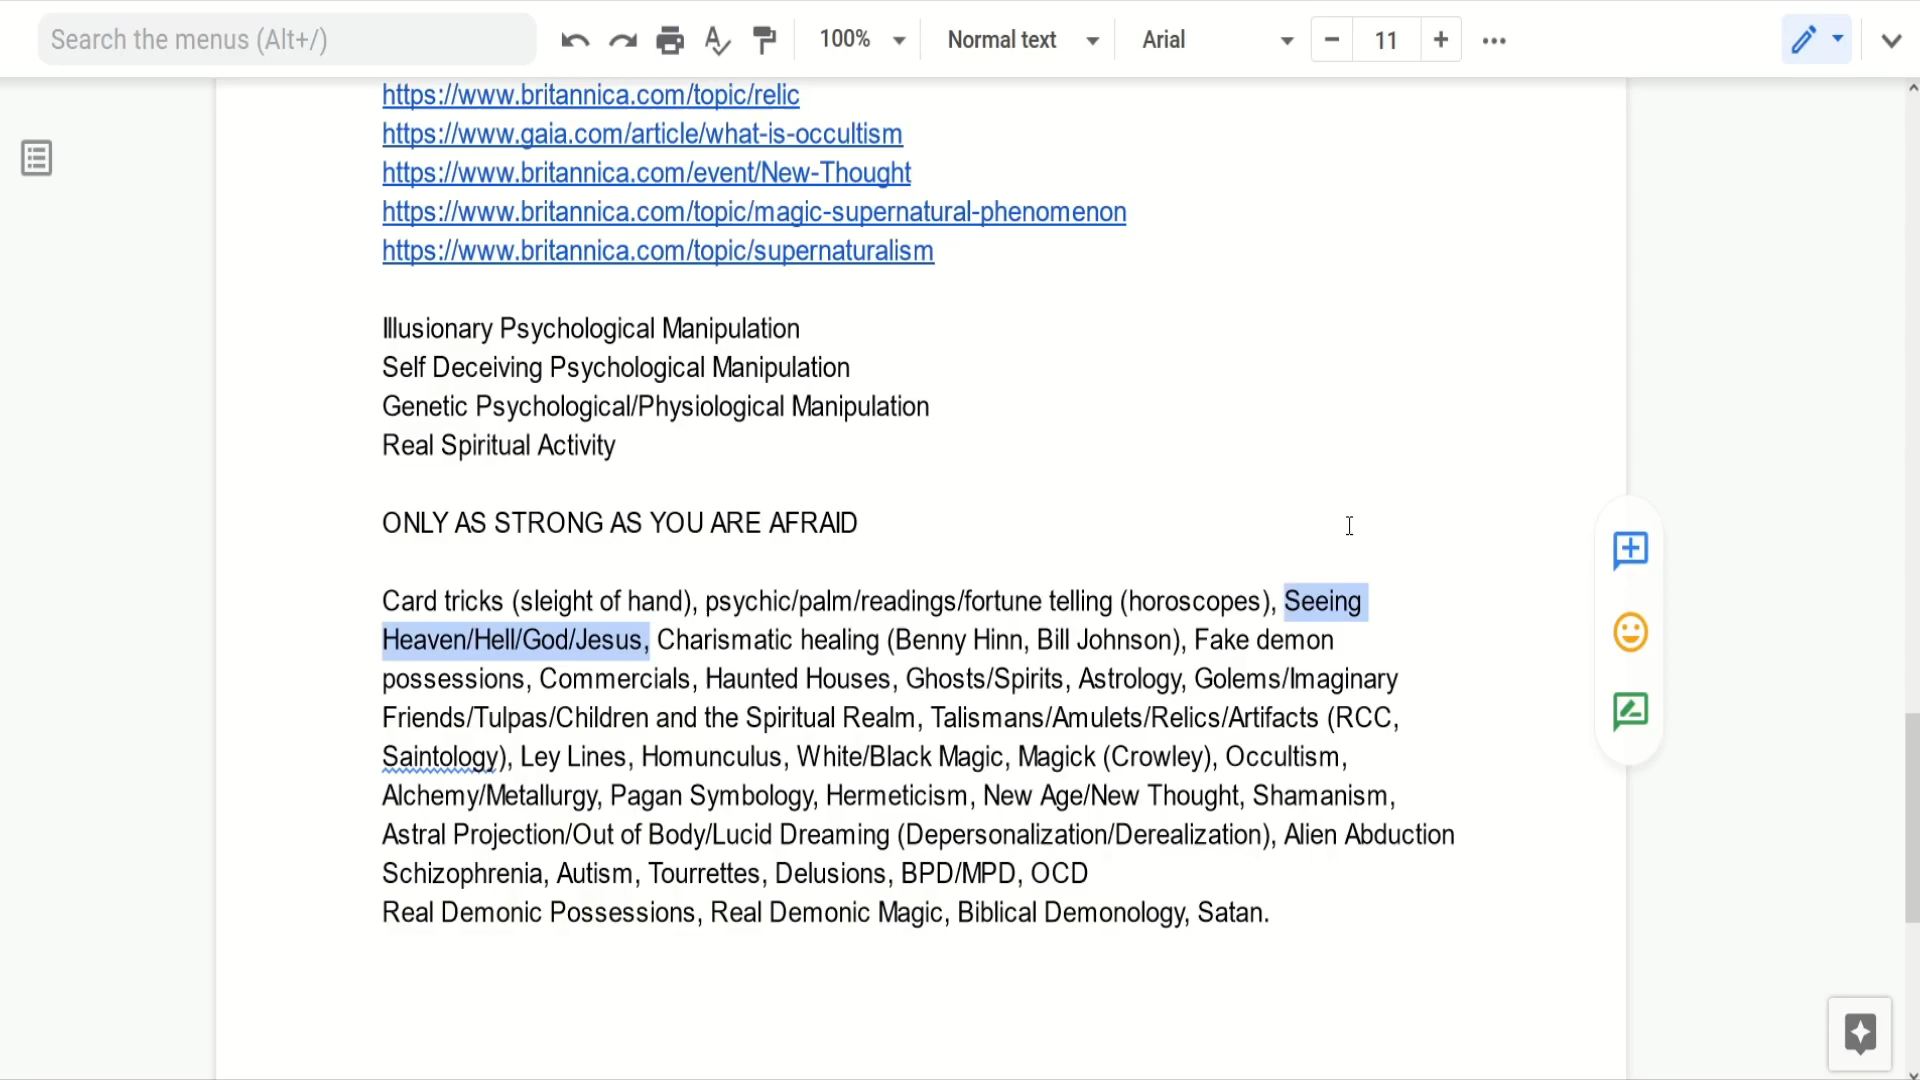 Search the menus (Alt+/)
100%
Normal text
Arial
11
https://www.britannica.com/topic/relic
https://www.gaia.com/article/what-is-occultism
https://www.britannica.com/event/New-Thought
https://www.britannica.com/topic/magic-supernatural-phenomenon
https://www.britannica.com/topic/supernaturalism
Illusionary Psychological Manipulation
Self Deceiving Psychological Manipulation
Genetic Psychological/Physiological Manipulation
Real Spiritual Activity
ONLY AS STRONG AS YOU ARE AFRAID
Card tricks (sleight of hand), psychic/palm/readings/fortune telling (horoscopes), Seeing
Heaven/Hell/God/Jesus, Charismatic healing (Benny Hinn, Bill Johnson), Fake demon
possessions, Commercials, Haunted Houses, Ghosts/Spirits, Astrology, Golems/Imaginary
Friends/Tulpas/Children and the Spiritual Realm, Talismans/Amulets/Relics/Artifacts (RCC,
Saintology), Ley Lines, Homunculus, White/Black Magic, Magick (Crowley), Occultism,
Alchemy/Metallurgy, Pagan Symbology, Hermeticism, New Age/New Thought, Shamanism,
Astral Projection/Out of Body/Lucid Dreaming (Depersonalization/Derealization), Alien Abduction
Schizophrenia, Autism, Tourrettes, Delusions, BPD/MPD, OCD
Real Demonic Possessions, Real Demonic Magic, Biblical Demonology, Satan.